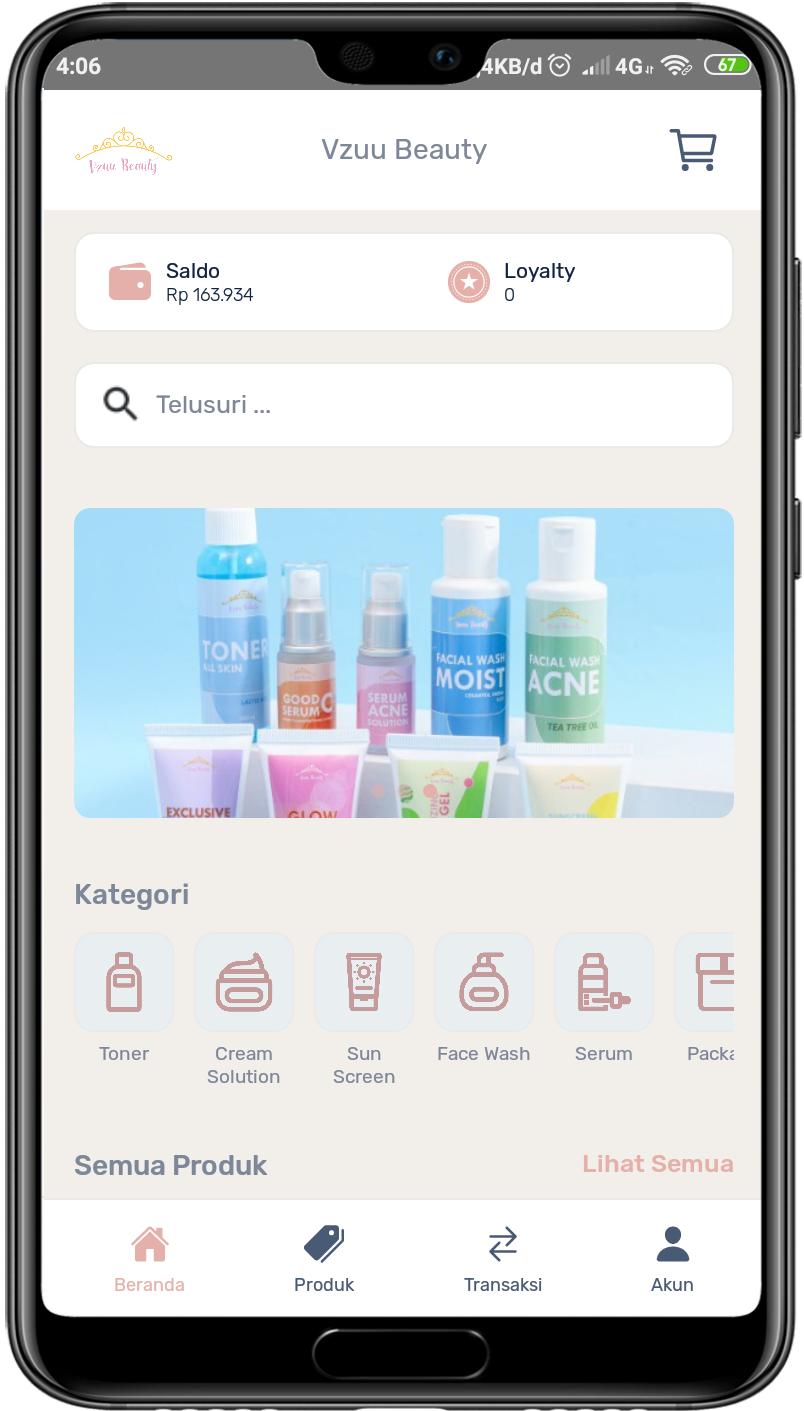 4:06
4KB/d
4G
67
Vzuu Beauty
Vzuu Beauty
Saldo
Rp 163.934
Loyalty
0
Telusuri ...
TONER
ALL SKIN
GOOD
SERUM C
SERUM
ACNE
SOLUTION
FACIAL WASH
MOIST
FACIAL WASH
ACNE
TEA TREE OIL
EXCLUSIVE
GLOW
GEL
SUNSCREEN
Kategori
Toner
Cream
Solution
Sun
Screen
Face Wash
Serum
Packa
Semua Produk
Lihat Semua
Beranda
Produk
Transaksi
Akun